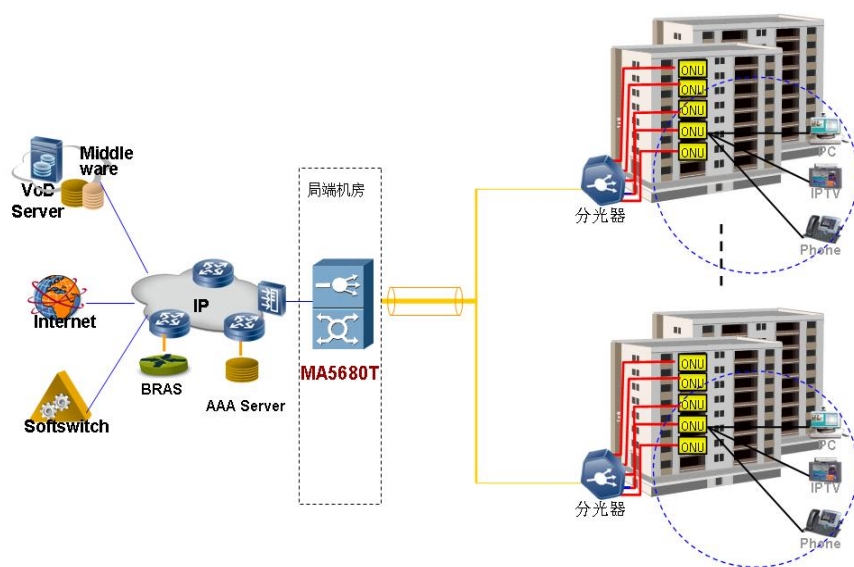 Middle
ware
VoD
Server
Internet
Softswitch
IP
BRAS
AAA Server
局端机房
MA5680T
分光器
ONU
ONU
ONU
ONU
ONU
PC
IPTV
Phone
分光器
ONU
ONU
ONU
ONU
ONU
PC
IPTV
Phone